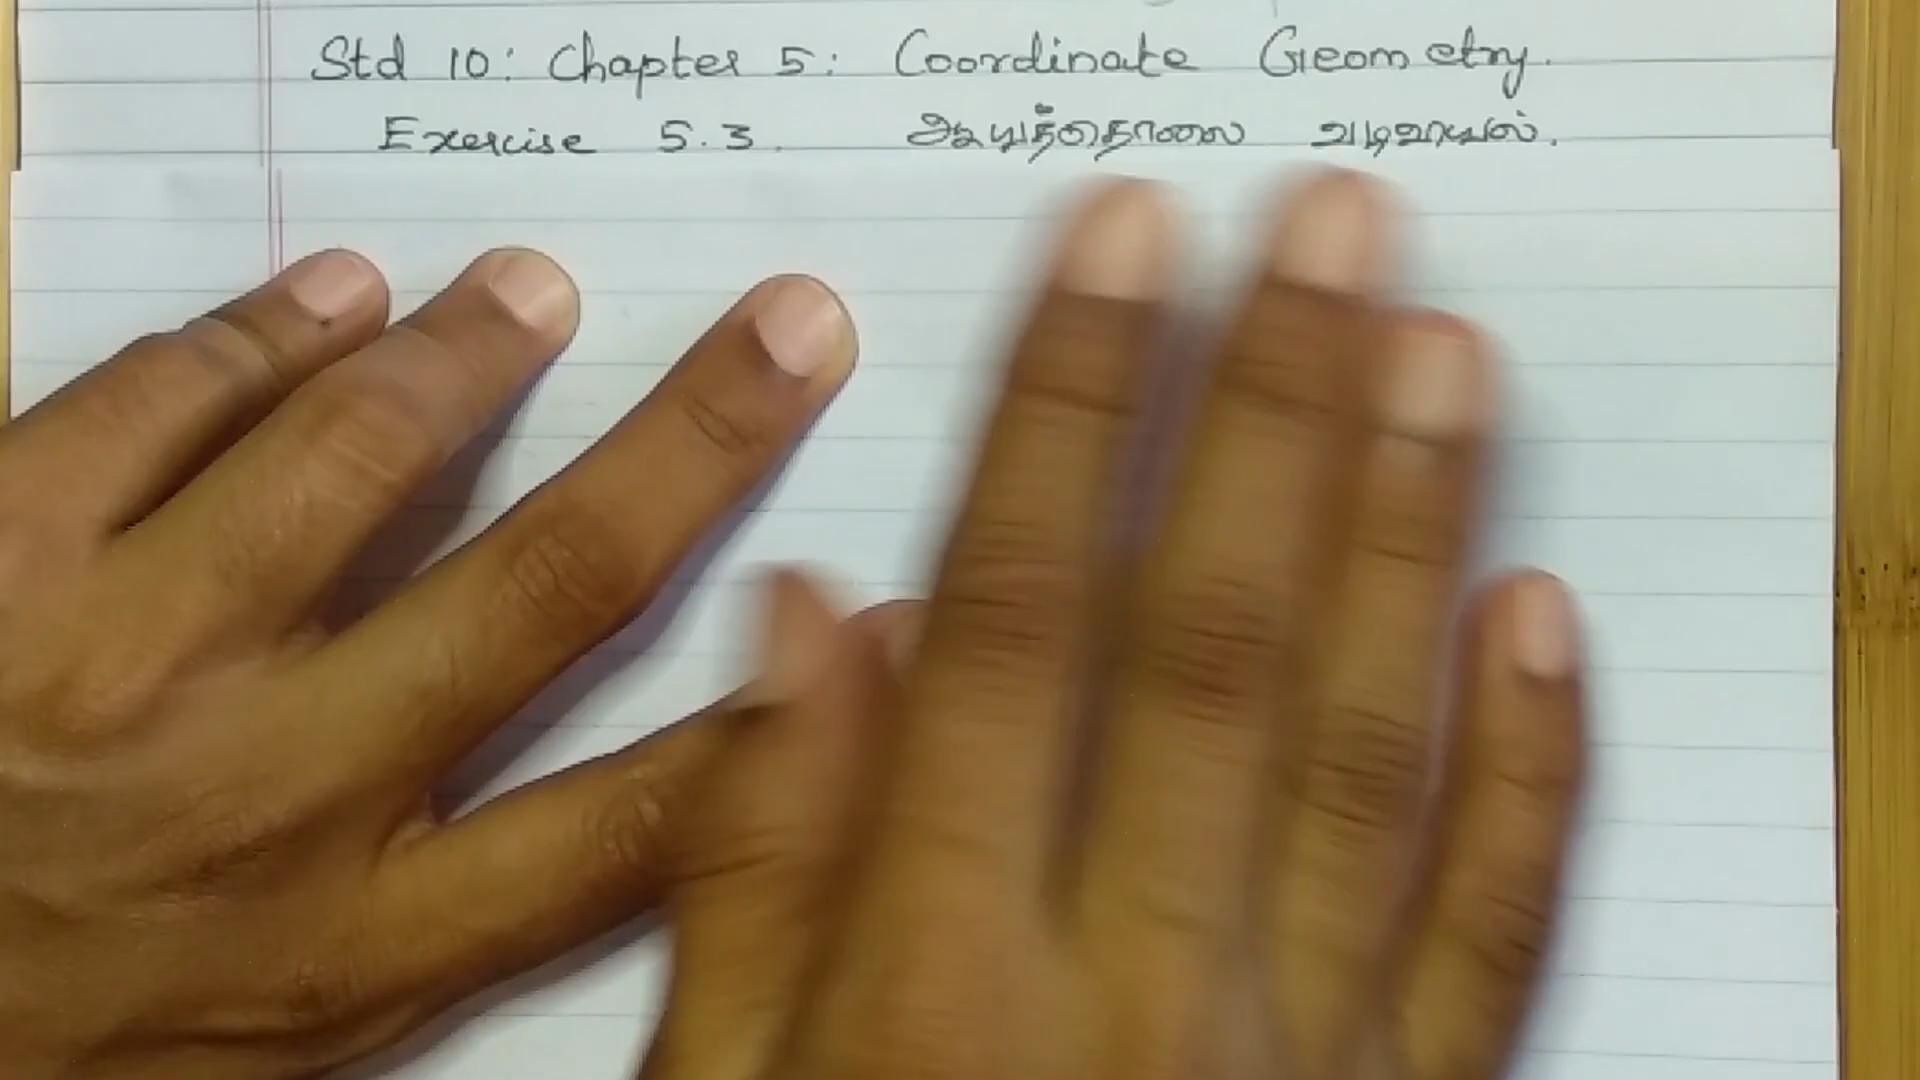 Std 10: Chapter 5: Coordinate Geometry.
Exercise 5.3. ஆயத்தொலை வடிவியல்.